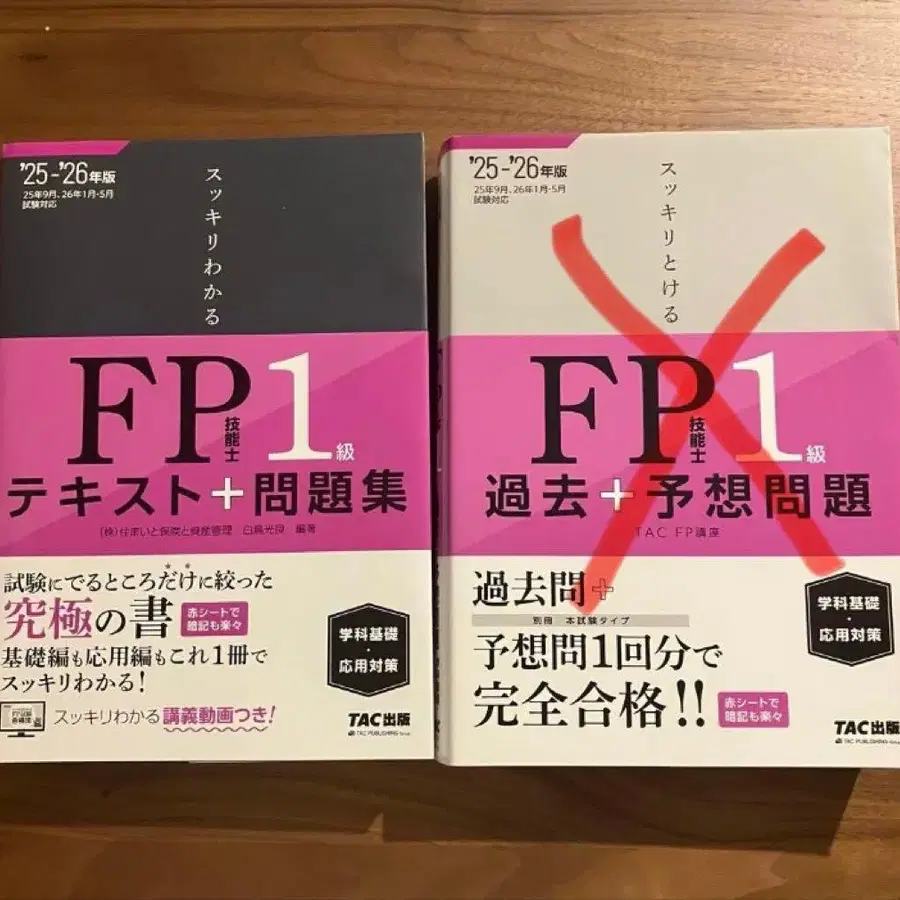 '25-'26年版
25年9月、26年1月・5月
試験対応
スッキリわかる
FP技能士1級
テキスト+問題集
(株)住まいと保険と資産管理 白鳥光良 編著
試験にでるところだけに絞った
究極の書
赤シートで
暗記も楽々
基礎編も応用編もこれ1冊で
スッキリわかる!
学科基礎・
応用対策
スッキリわかる講義動画つき!
TAC出版
TAC PUBLISHING Group
'25-'26年版
25年9月、26年1月・5月
試験対応
スッキリとける
FP技能士1級
過去+予想問題
TAC FP講座
過去問+
別冊 本試験タイプ
予想問1回分で
完全合格!!
赤シートで
暗記も楽々
学科基礎・
応用対策
TAC出版
TAC PUBLISHING Group